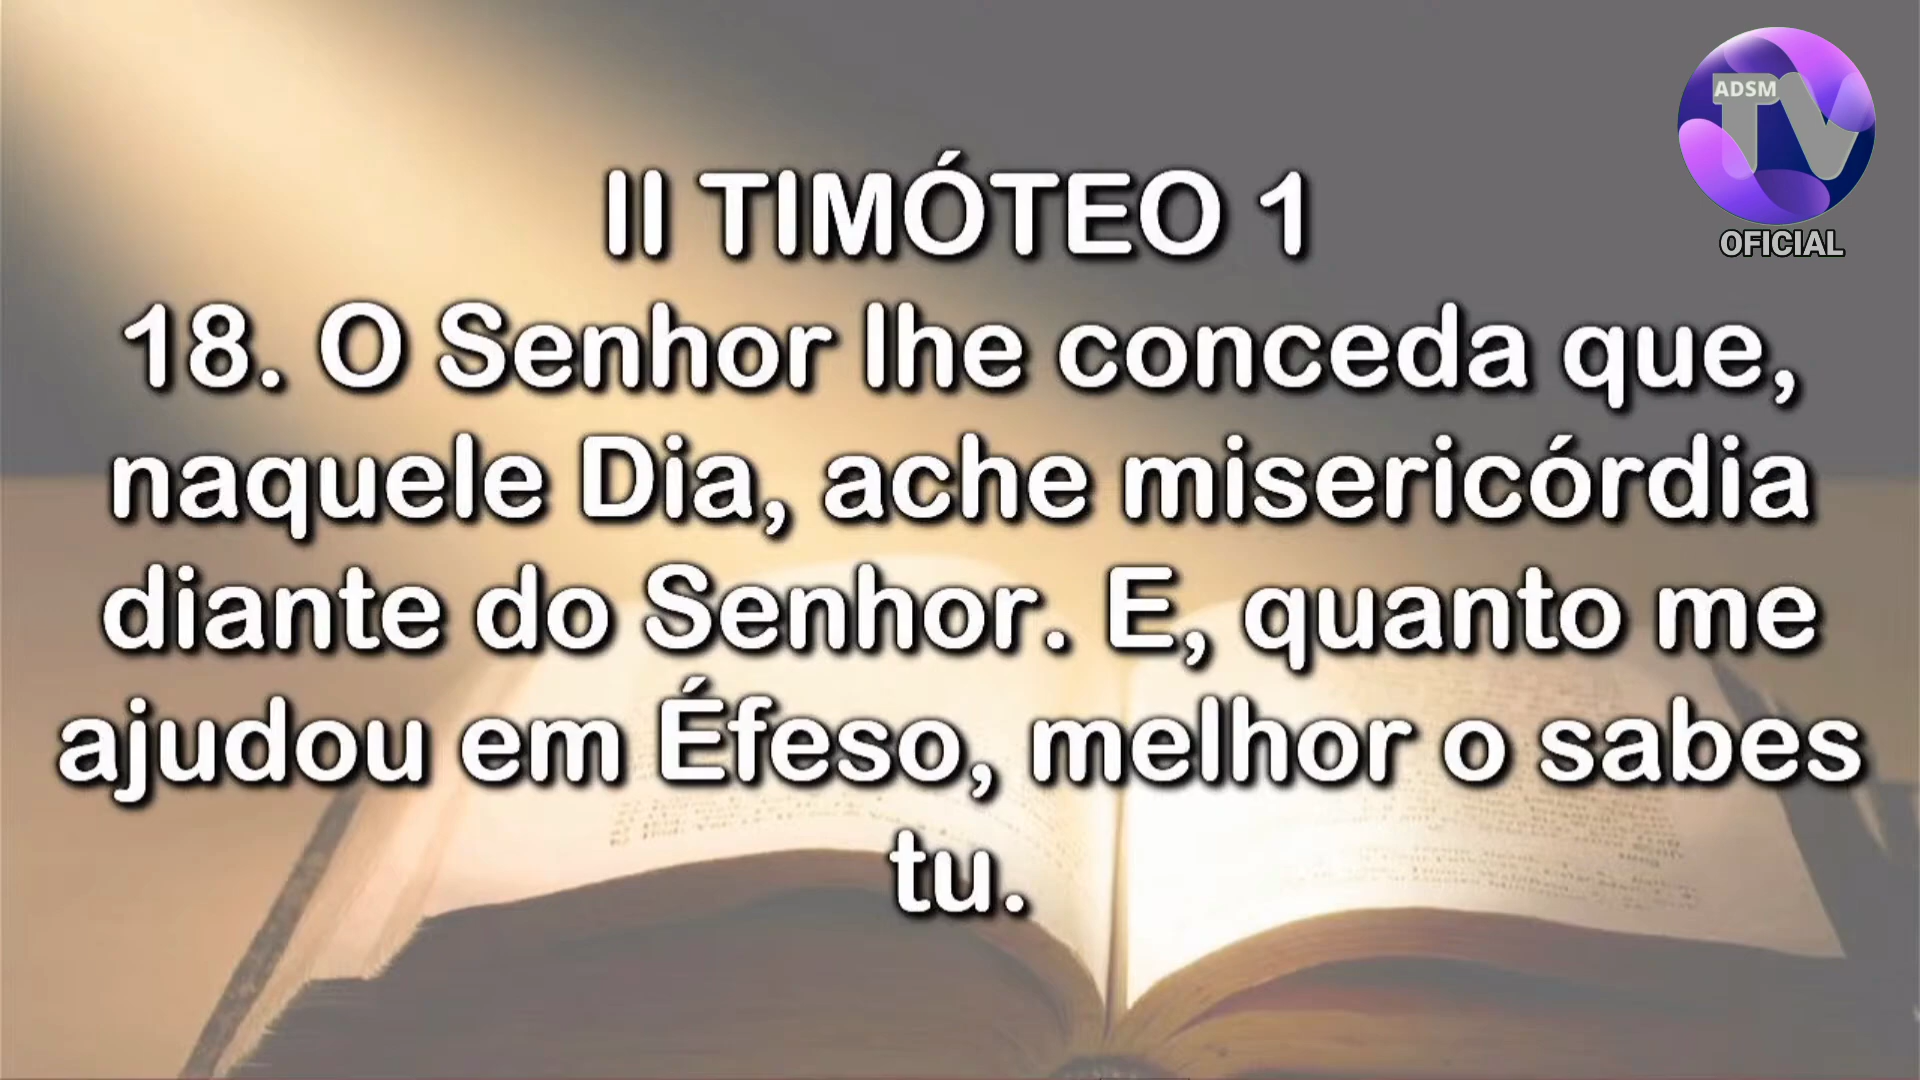 ADSM
TV
OFICIAL
II TIMÓTEO 1
18. O Senhor lhe conceda que,
naquele Dia, ache misericórdia
diante do Senhor. E, quanto me
ajudou em Éfeso, melhor o sabes
tu.